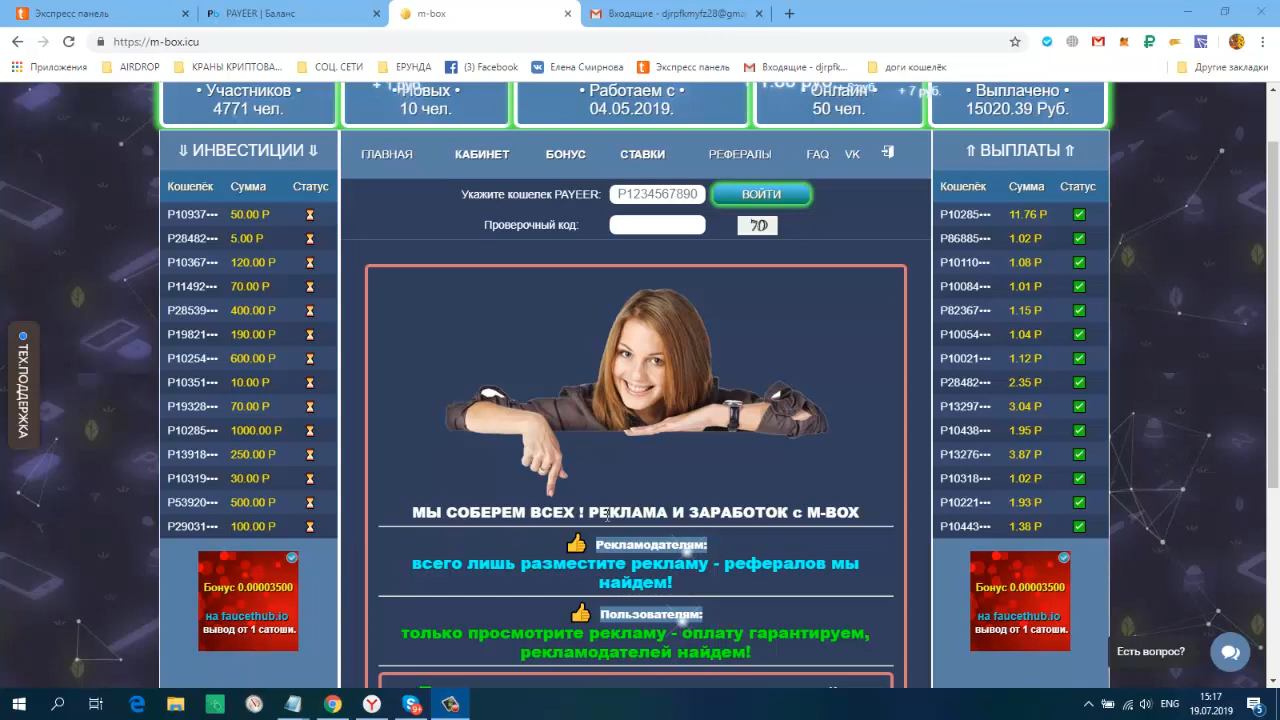 Экспресс панель
PAYEER | Баланс
m-box
Входящие - djrpfkmyfz28@gmai
https://m-box.icu
Приложения
AIRDROP
КРАНЫ КРИПТОВА...
СОЦ. СЕТИ
ЕРУНДА
(3) Facebook
Елена Смирнова
Экспресс панель
Входящие - djrpfk...
доги кошелёк
Другие закладки
+ 7 руб.
• Участников •
4771 чел.
• Новых •
10 чел.
• Работаем с •
04.05.2019.
• Онлайн •
50 чел.
• Выплачено •
15020.39 Руб.
⇓ ИНВЕСТИЦИИ ⇓
Кошелёк Сумма Статус
P10937••• 50.00 Р
P28482••• 5.00 Р
P10367••• 120.00 Р
P11492••• 70.00 Р
P28539••• 400.00 Р
P19821••• 190.00 Р
P10254••• 600.00 Р
P10351••• 10.00 Р
P19328••• 70.00 Р
P10285••• 1000.00 Р
P13918••• 250.00 Р
P10319••• 30.00 Р
P53920••• 500.00 Р
P29031••• 100.00 Р
Бонус 0.00003500
на faucethub.io
вывод от 1 сатоши.
ТЕХ.ПОДДЕРЖКА
ГЛАВНАЯ КАБИНЕТ БОНУС СТАВКИ РЕФЕРАЛЫ FAQ VK
Укажите кошелек PAYEER: P1234567890 ВОЙТИ
Проверочный код: 70
МЫ СОБЕРЕМ ВСЕХ ! РЕКЛАМА И ЗАРАБОТОК с M-BOX
Рекламодателям:
всего лишь разместите рекламу - рефералов мы
найдем!
Пользователям:
только просмотрите рекламу - оплату гарантируем,
рекламодателей найдем!
⇑ ВЫПЛАТЫ ⇑
Кошелёк Сумма Статус
P10285••• 11.76 Р
P86885••• 1.02 Р
P10110••• 1.08 Р
P10084••• 1.01 Р
P82367••• 1.15 Р
P10054••• 1.04 Р
P10021••• 1.12 Р
P28482••• 2.35 Р
P13297••• 3.04 Р
P10438••• 1.95 Р
P13276••• 3.87 Р
P10318••• 1.02 Р
P10221••• 1.93 Р
P10443••• 1.38 Р
Бонус 0.00003500
на faucethub.io
вывод от 1 сатоши.
Есть вопрос?
ENG
15:17
19.07.2019